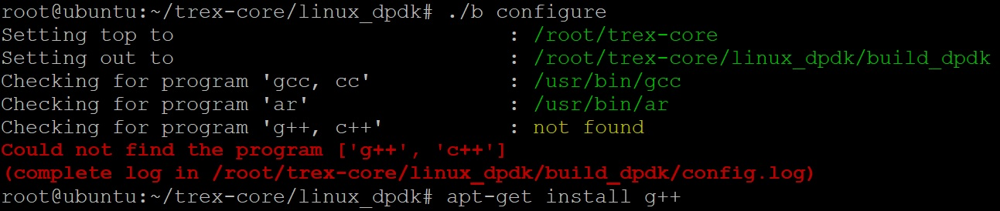 root@ubuntu:~/trex-core/linux_dpdk# ./b configure
Setting top to                           : /root/trex-core
Setting out to                           : /root/trex-core/linux_dpdk/build_dpdk
Checking for program 'gcc, cc'           : /usr/bin/gcc
Checking for program 'ar'                : /usr/bin/ar
Checking for program 'g++, c++'          : not found
Could not find the program ['g++', 'c++']
(complete log in /root/trex-core/linux_dpdk/build_dpdk/config.log)
root@ubuntu:~/trex-core/linux_dpdk# apt-get install g++